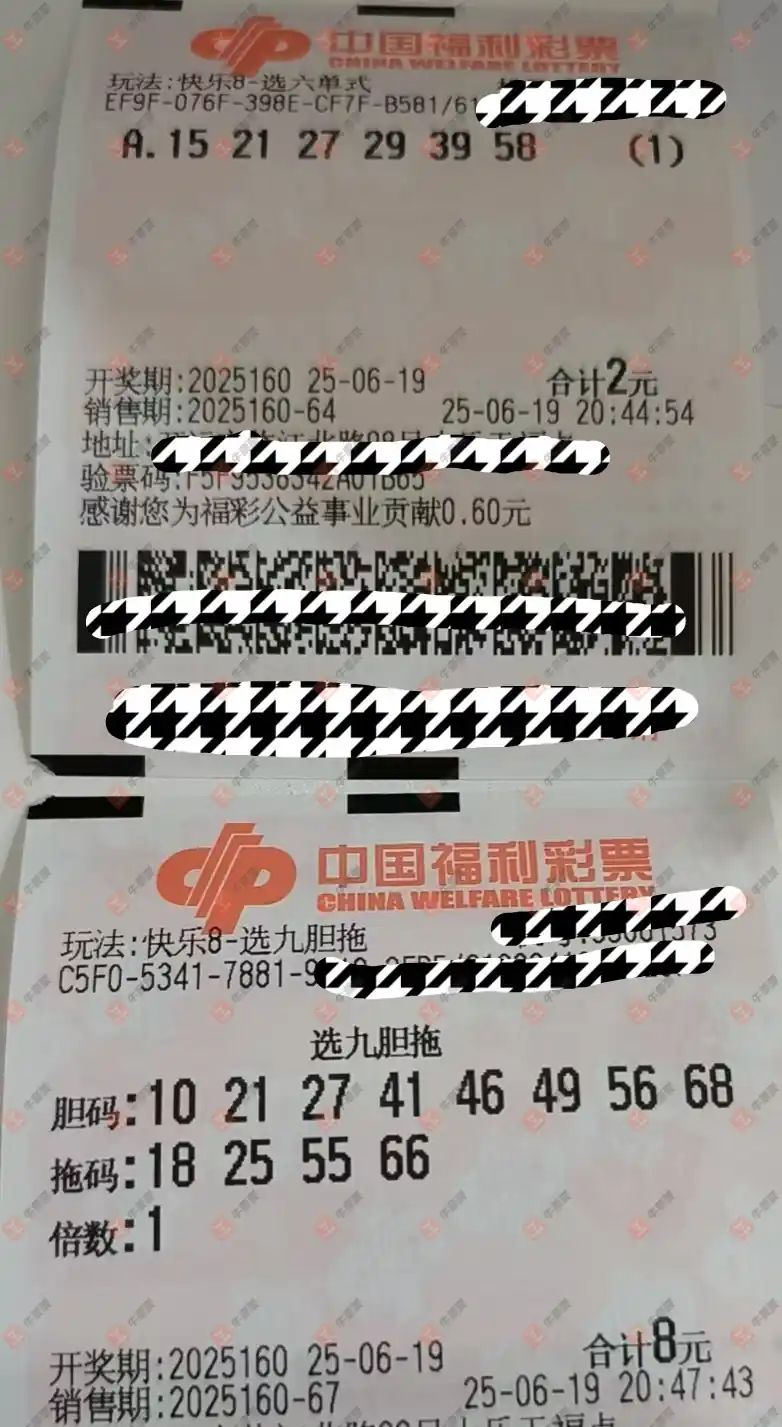 中国福利彩票
CHINA WELFARE LOTTERY
玩法:快乐8-选六单式
EF9F-076F-398E-CF7F-B581/61
A.15 21 27 29 39 58 (1)
开奖期:2025160 25-06-19 合计2元
销售期:2025160-64 25-06-19 20:44:54
地址:
验票码:F5F9538342A01B65
感谢您为福彩公益事业贡献0.60元
中国福利彩票
CHINA WELFARE LOTTERY
玩法:快乐8-选九胆拖
C5F0-5341-7881-9
选九胆拖
胆码:10 21 27 41 46 49 56 68
拖码:18 25 55 66
倍数:1
开奖期:2025160 25-06-19 合计8元
销售期:2025160-67 25-06-19 20:47:43